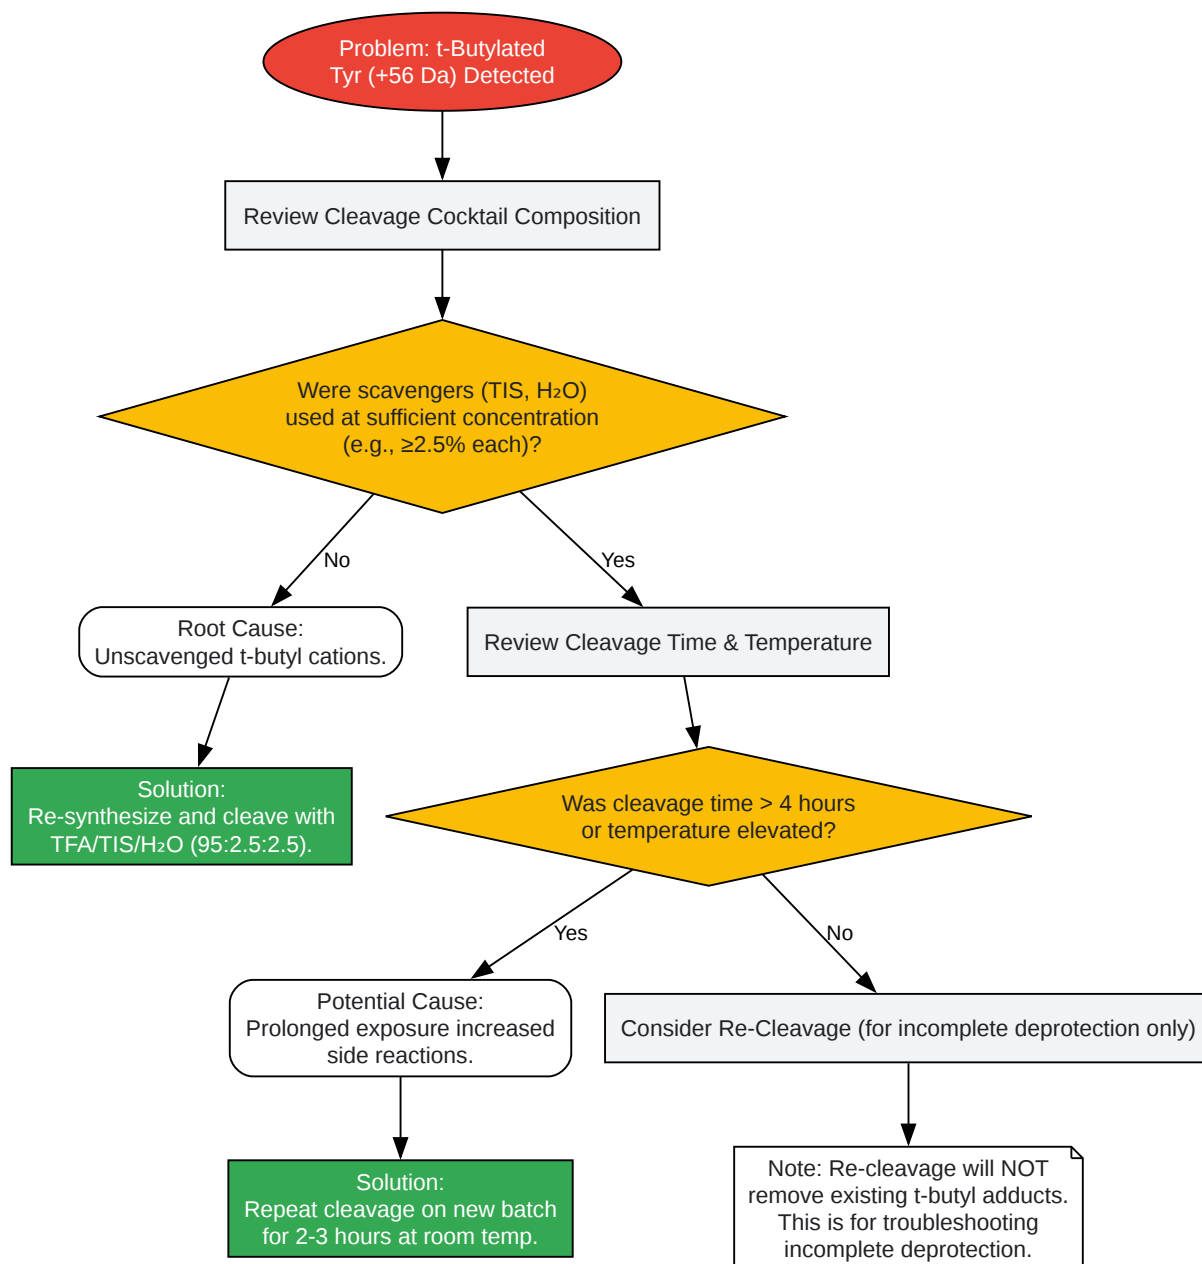 Problem: t-Butylated
Tyr (+56 Da) Detected
Review Cleavage Cocktail Composition
Were scavengers (TIS, H₂O)
used at sufficient concentration
(e.g., ≥2.5% each)?
No
Yes
Root Cause:
Unscavenged t-butyl cations.
Review Cleavage Time & Temperature
Solution:
Re-synthesize and cleave with
TFA/TIS/H₂O (95:2.5:2.5).
Was cleavage time > 4 hours
or temperature elevated?
Yes
No
Potential Cause:
Prolonged exposure increased
side reactions.
Consider Re-Cleavage (for incomplete deprotection only)
Solution:
Repeat cleavage on new batch
for 2-3 hours at room temp.
Note: Re-cleavage will NOT
remove existing t-butyl adducts.
This is for troubleshooting
incomplete deprotection.